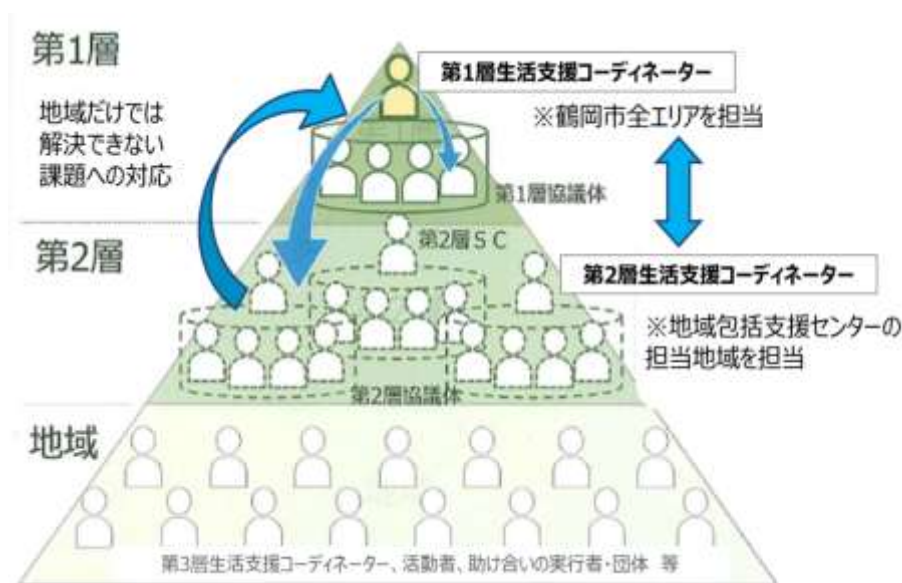 第1層
地域だけでは
解決できない
課題への対応
第1層生活支援コーディネーター
※鶴岡市全エリアを担当
第1層協議体
第2層
第2層ＳＣ
第2層生活支援コーディネーター
※地域包括支援センターの
担当地域を担当
第2層協議体
地域
第3層生活支援コーディネーター、活動者、助け合いの実行者・団体 等